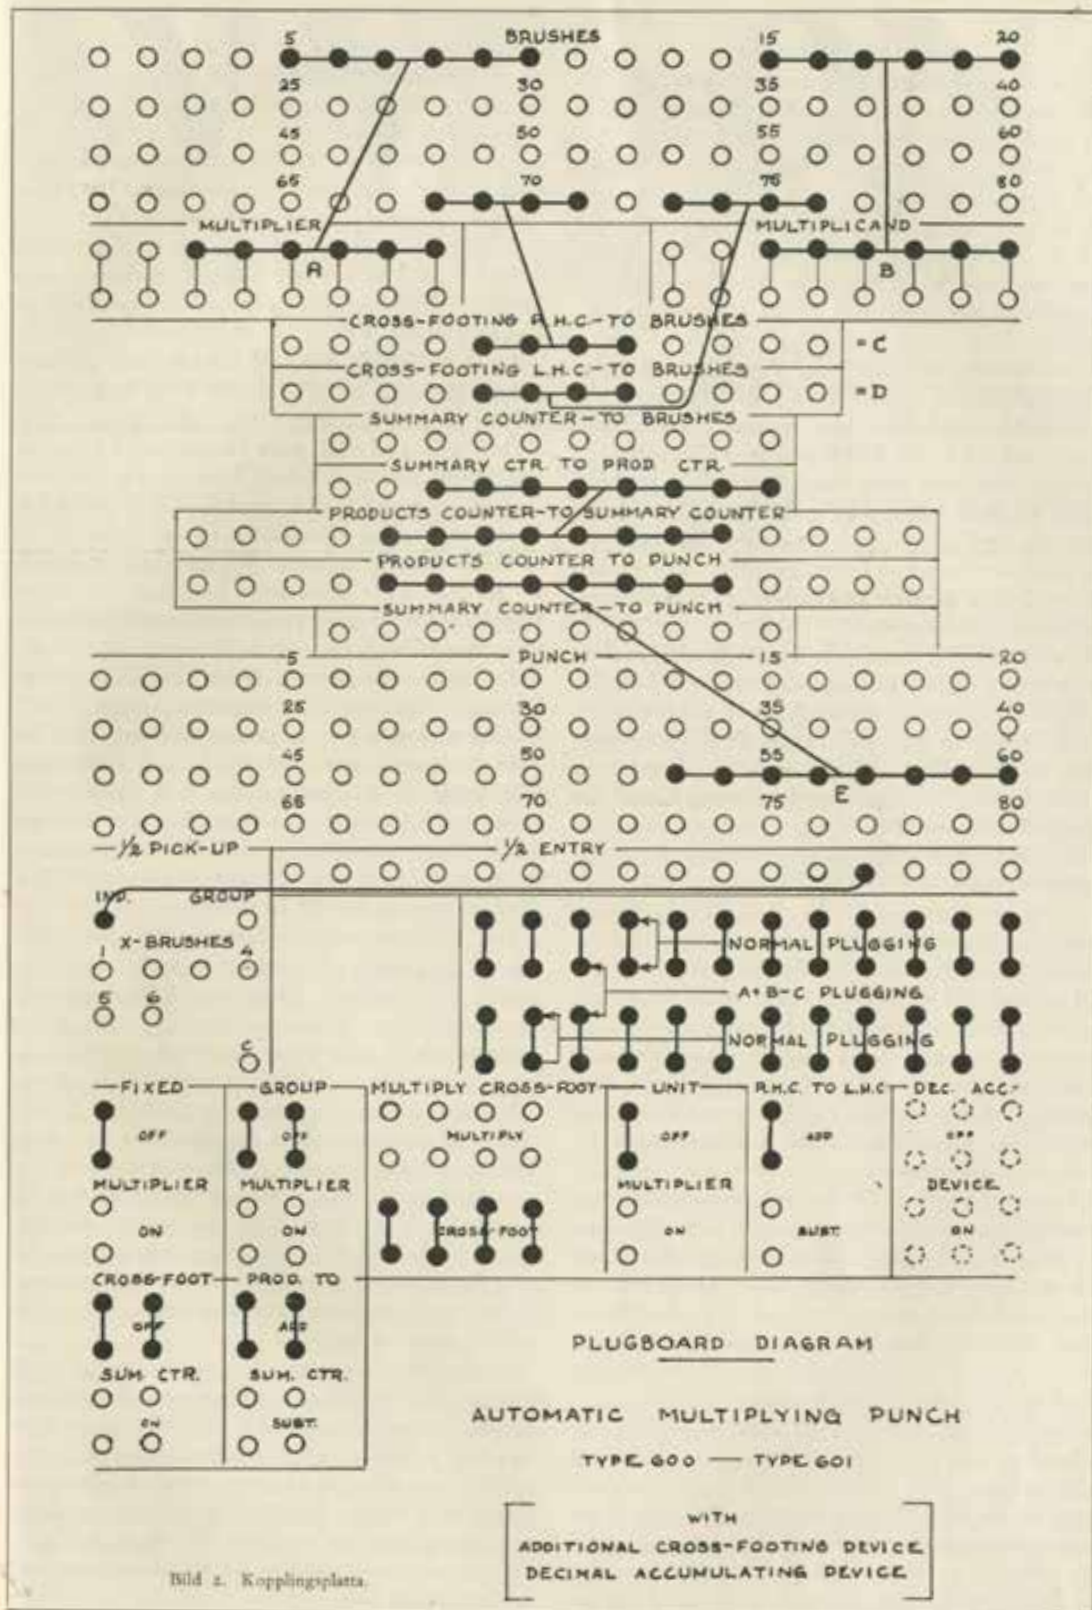 5 BRUSHES 15 20
25 30 35 40
45 50 55 60
65 70 75 80
MULTIPLIER MULTIPLICAND
A B
CROSS-FOOTING R.H.C-TO BRUSHES
= C
CROSS-FOOTING L.H.C-TO BRUSHES
= D
SUMMARY COUNTER-TO BRUSHES
SUMMARY CTR. TO PROD. CTR.
PRODUCTS COUNTER-TO SUMMARY COUNTER
PRODUCTS COUNTER TO PUNCH
SUMMARY COUNTER-TO PUNCH
5 PUNCH 15 20
25 30 35 40
45 50 55 60
E
65 70 75 80
1/2 PICK-UP 1/2 ENTRY
IND. GROUP
1 X-BRUSHES 4
NORMAL PLUGGING
5 6
A+B-C PLUGGING
C
NORMAL PLUGGING
FIXED GROUP MULTIPLY CROSS-FOOT UNIT R.H.C. TO L.H.C DEC. ACC-
OFF OFF MULTIPLY OFF ADD OFF
MULTIPLIER MULTIPLIER MULTIPLIER DEVICE
ON ON CROSS-FOOT ON SUBT. ON
CROSS-FOOT PROD. TO
OFF ADD
SUM. CTR. SUM. CTR.
ON SUBT.
PLUGBOARD DIAGRAM
AUTOMATIC MULTIPLYING PUNCH
TYPE 600 — TYPE 601
WITH
ADDITIONAL CROSS-FOOTING DEVICE
DECIMAL ACCUMULATING DEVICE
Bild 2. Kopplingsplatta.